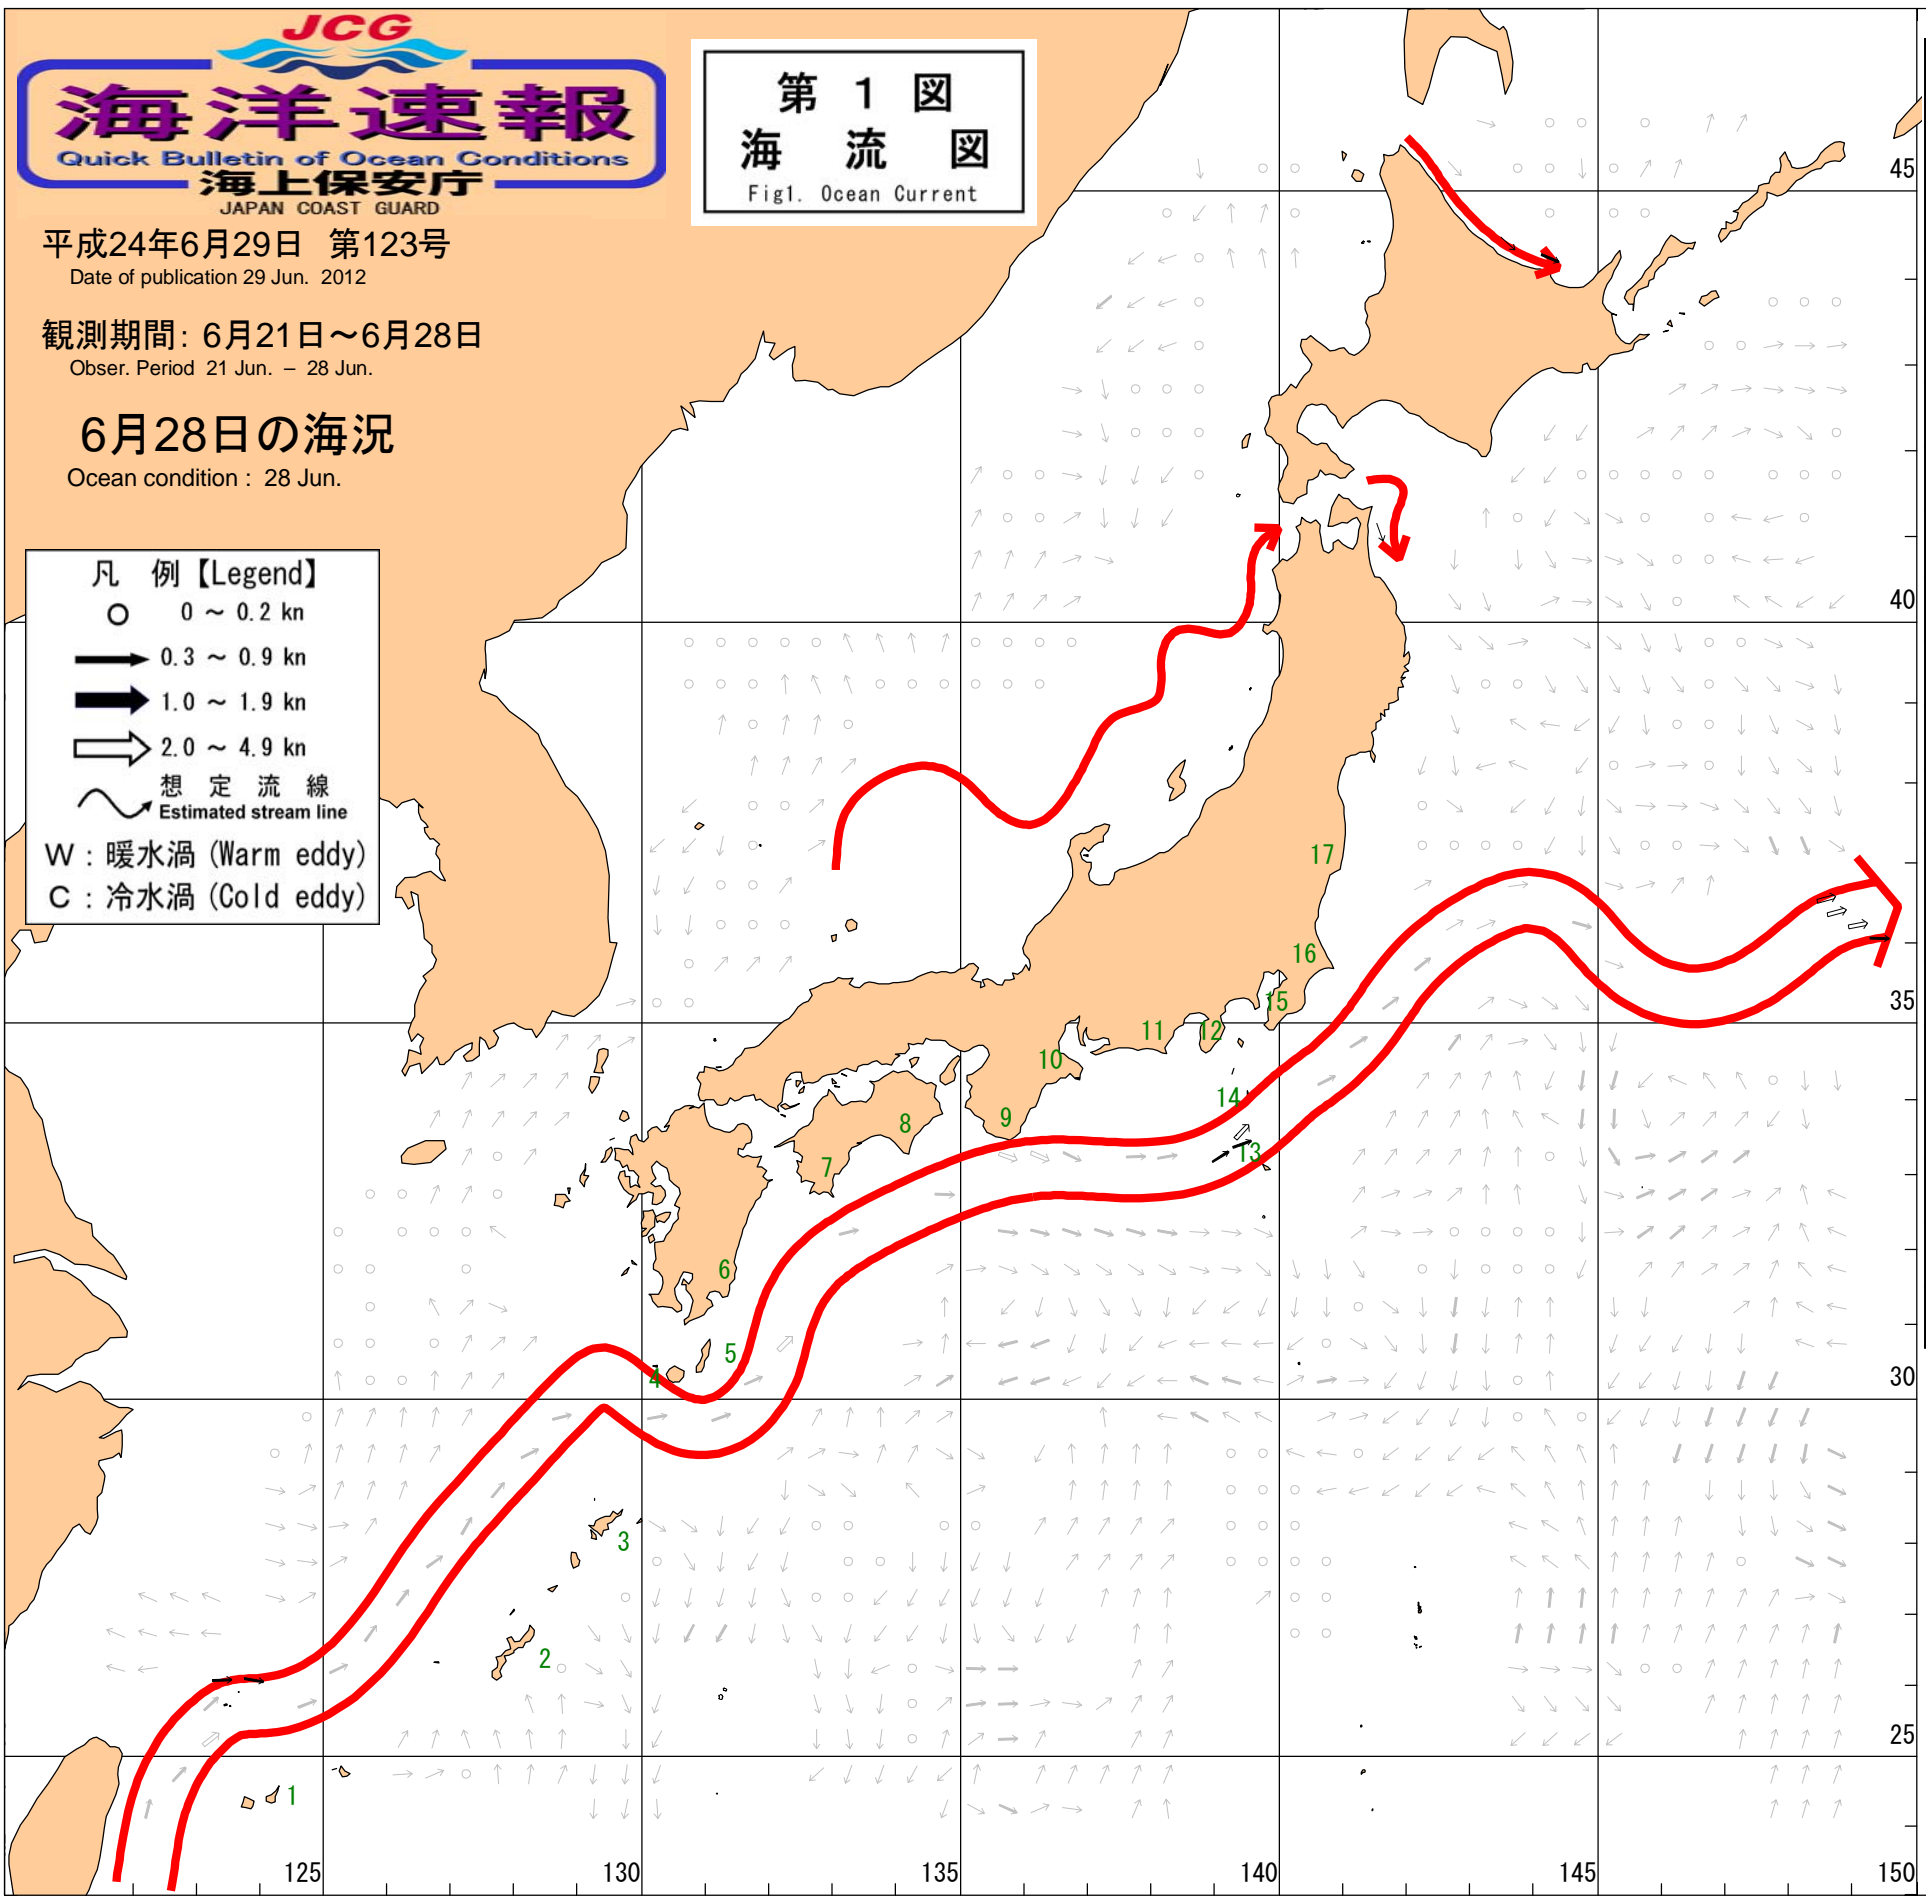 JCG
海洋速報
Quick Bulletin of Ocean Conditions
海上保安庁
JAPAN COAST GUARD
第 1 図
海 流 図
Fig1. Ocean Current
平成24年6月29日 第123号
Date of publication 29 Jun. 2012
観測期間: 6月21日～6月28日
Obser. Period 21 Jun. – 28 Jun.
6月28日の海況
Ocean condition : 28 Jun.
凡 例【Legend】
0 ～ 0.2 kn
0.3 ～ 0.9 kn
1.0 ～ 1.9 kn
2.0 ～ 4.9 kn
想 定 流 線
Estimated stream line
W : 暖水渦 (Warm eddy)
C : 冷水渦 (Cold eddy)
45
40
17
16
35
15
12
11
10
14
9
8
13
7
6
5
4
30
3
2
25
1
125
130
135
140
145
150